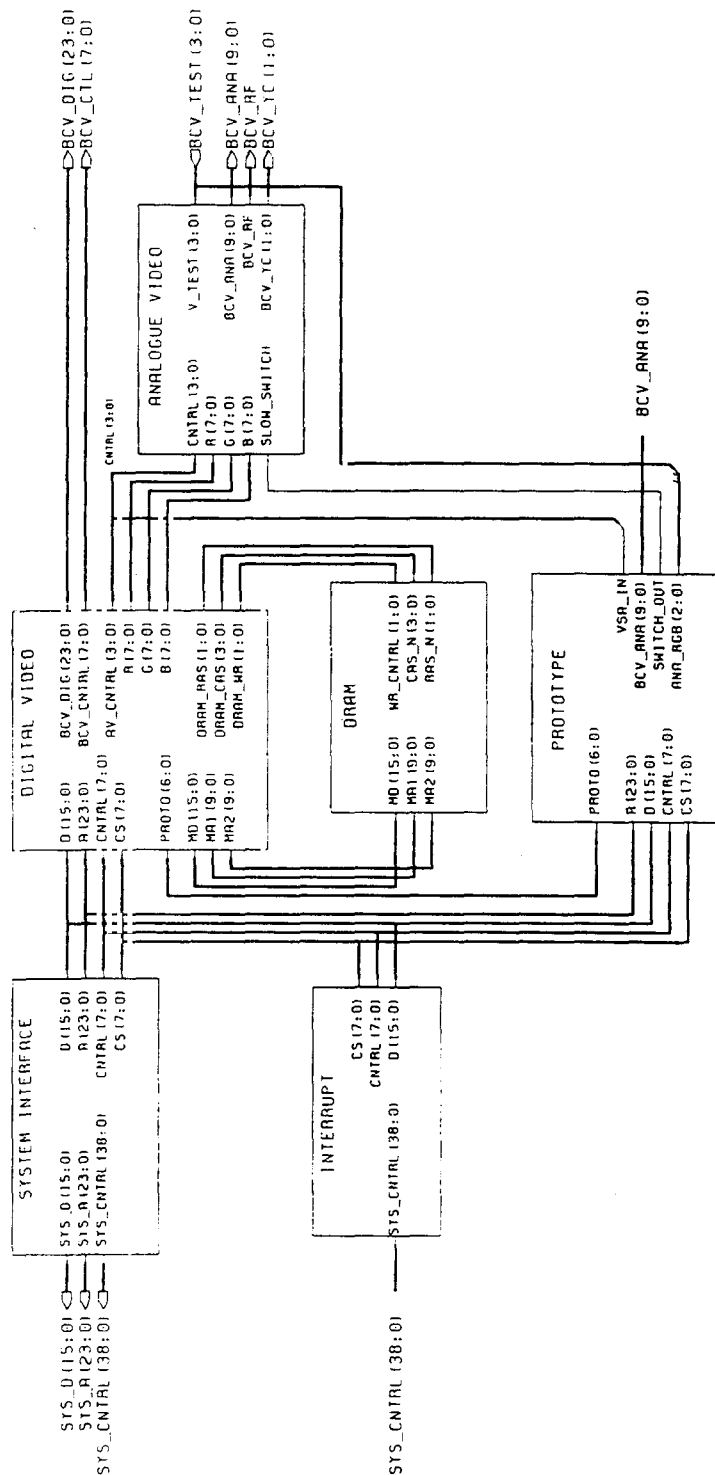 SYS_D(15:0)
SYS_A(23:0)
SYS_CNTRL(38:0)
SYSTEM INTERFACE
SYS_D(15:0)
SYS_A(23:0)
SYS_CNTRL(38:0)
D(15:0)
A(23:0)
CNTRL(7:0)
CS(7:0)
DIGITAL VIDEO
D(15:0)
A(23:0)
CNTRL(7:0)
CS(7:0)
PROTO(6:0)
MD(15:0)
MA1(9:0)
MA2(9:0)
BCV_DIG(23:0)
BCV_CNTRL(7:0)
AV_CNTRL(3:0)
R(7:0)
G(7:0)
B(7:0)
DRAM_RAS(1:0)
DRAM_CAS(3:0)
DRAM_WR(1:0)
CNTRL(3:0)
ANALOGUE VIDEO
CNTRL(3:0)
R(7:0)
G(7:0)
B(7:0)
SLOW_SWITCH
V_TEST(3:0)
BCV_ANA(9:0)
BCV_RF
BCV_YC(1:0)
BCV_DIG(23:0)
BCV_CTL(7:0)
BCV_TEST(3:0)
BCV_ANA(9:0)
BCV_RF
BCV_YC(1:0)
SYS_CNTRL(38:0)
INTERRUPT
SYS_CNTRL(38:0)
CS(7:0)
CNTRL(7:0)
D(15:0)
DRAM
MD(15:0)
MA1(9:0)
MA2(9:0)
WR_CNTRL(1:0)
CAS_N(3:0)
RAS_N(1:0)
PROTOTYPE
PROTO(6:0)
A(23:0)
D(15:0)
CNTRL(7:0)
CS(7:0)
VSA_IN
BCV_ANA(9:0)
SWITCH_OUT
ANA_RGB(2:0)
BCV_ANA(9:0)